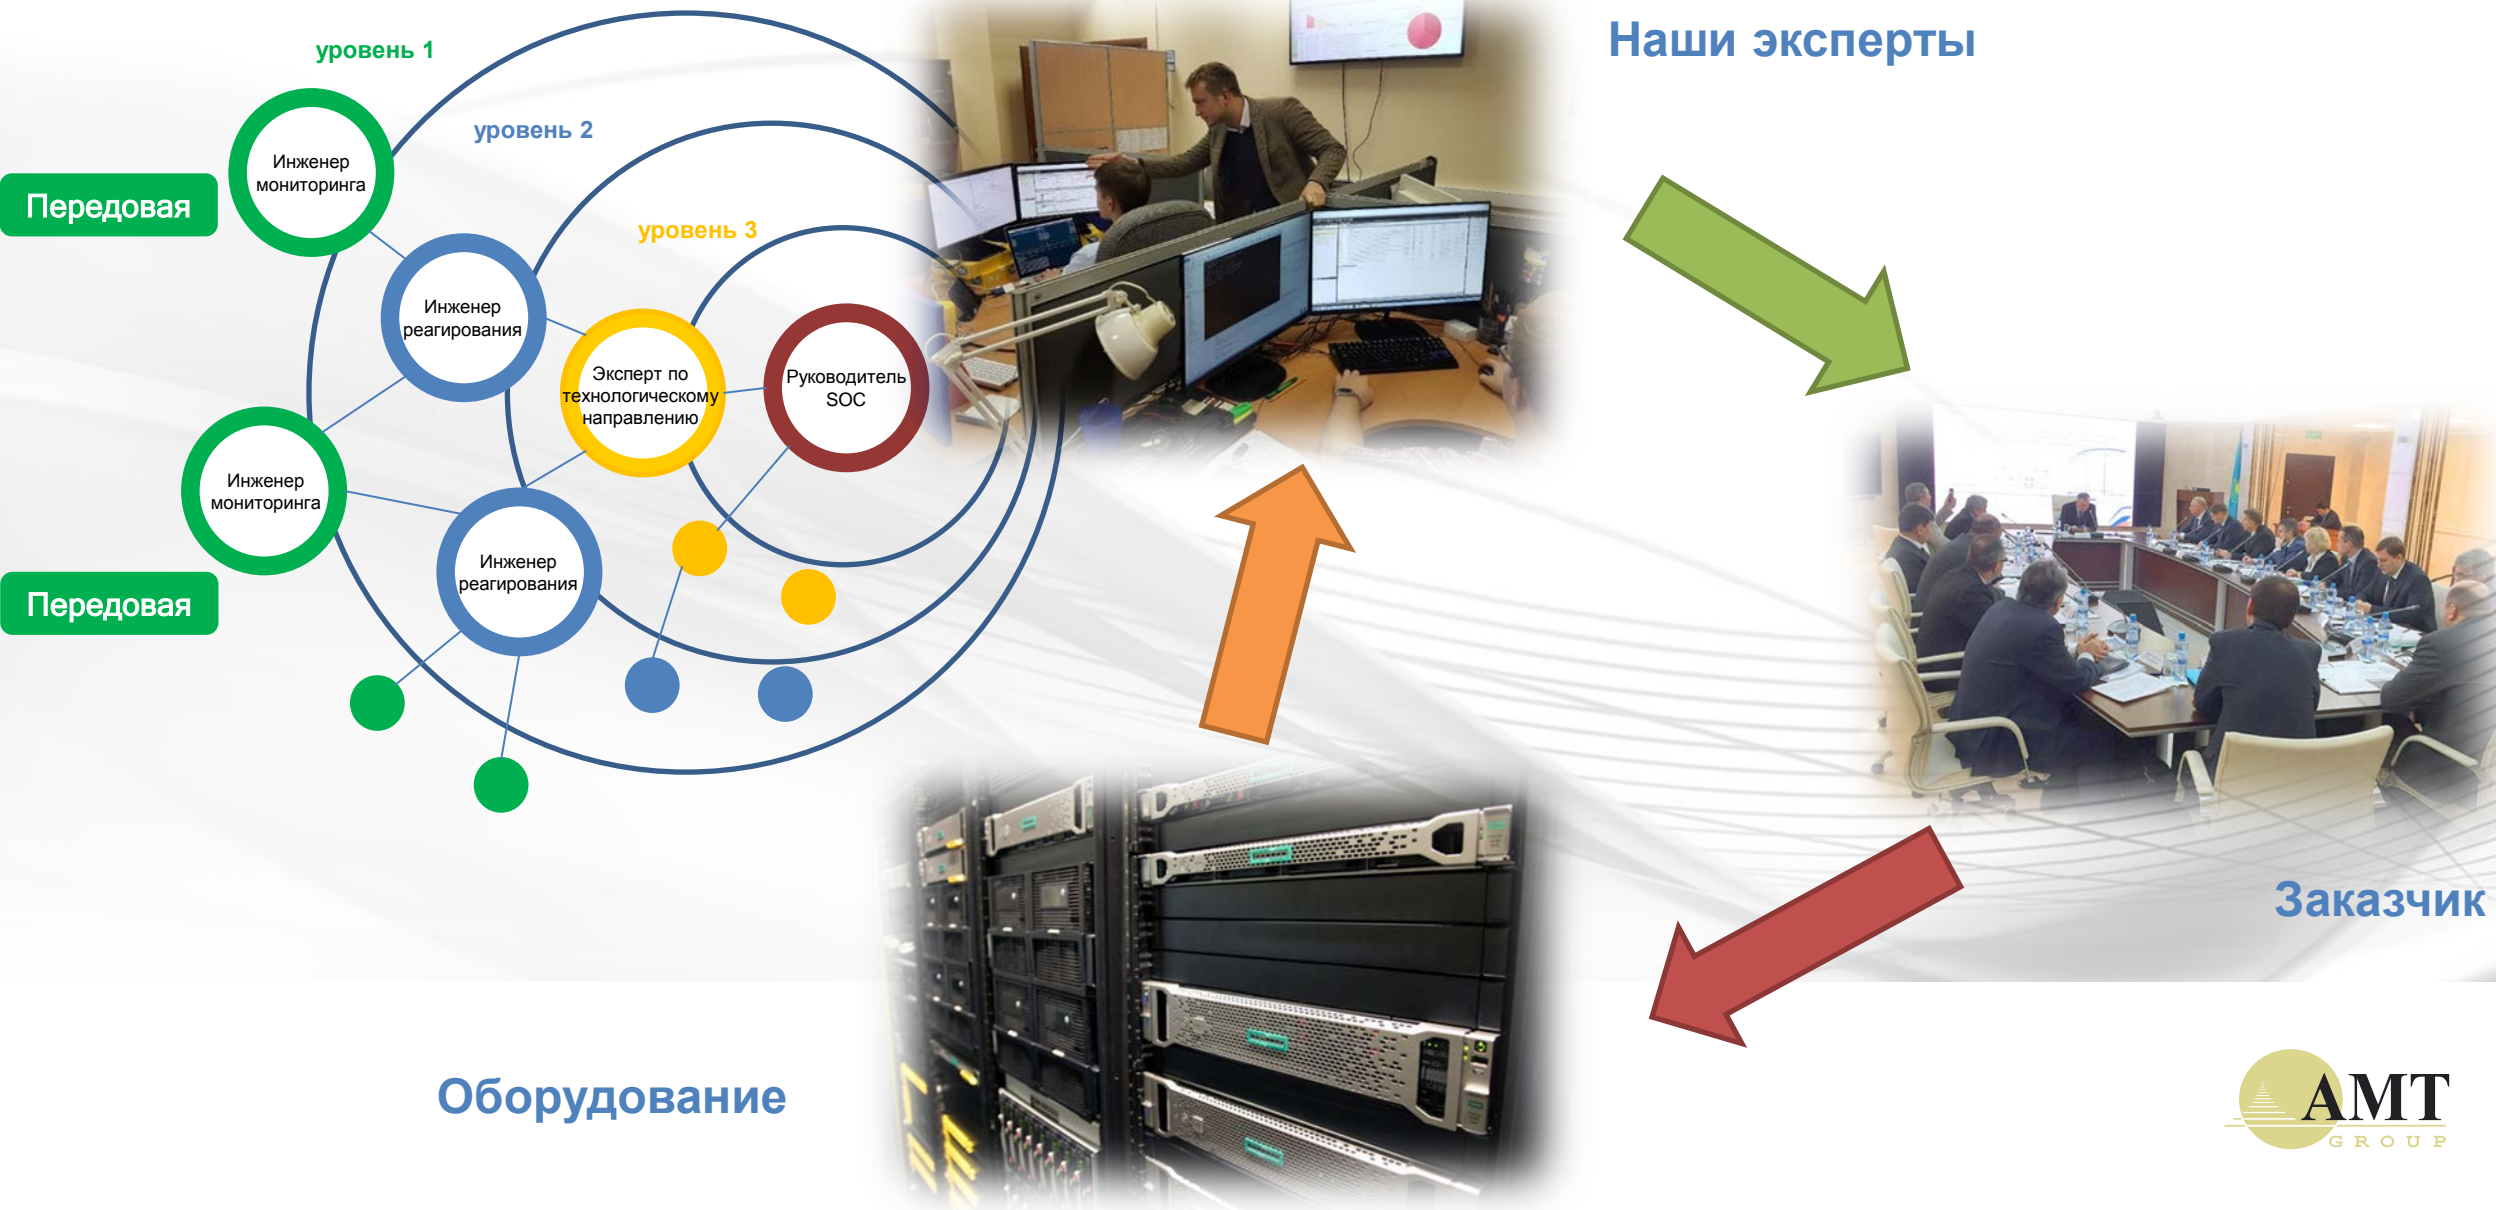 Наши эксперты
уровень 1
уровень 2
Инженер
мониторинга
Передовая
уровень 3
Инженер
реагирования
Эксперт по
технологическому
направлению
Руководитель
SOC
Инженер
мониторинга
Инженер
реагирования
Передовая
Заказчик
Оборудование
AMT
GROUP